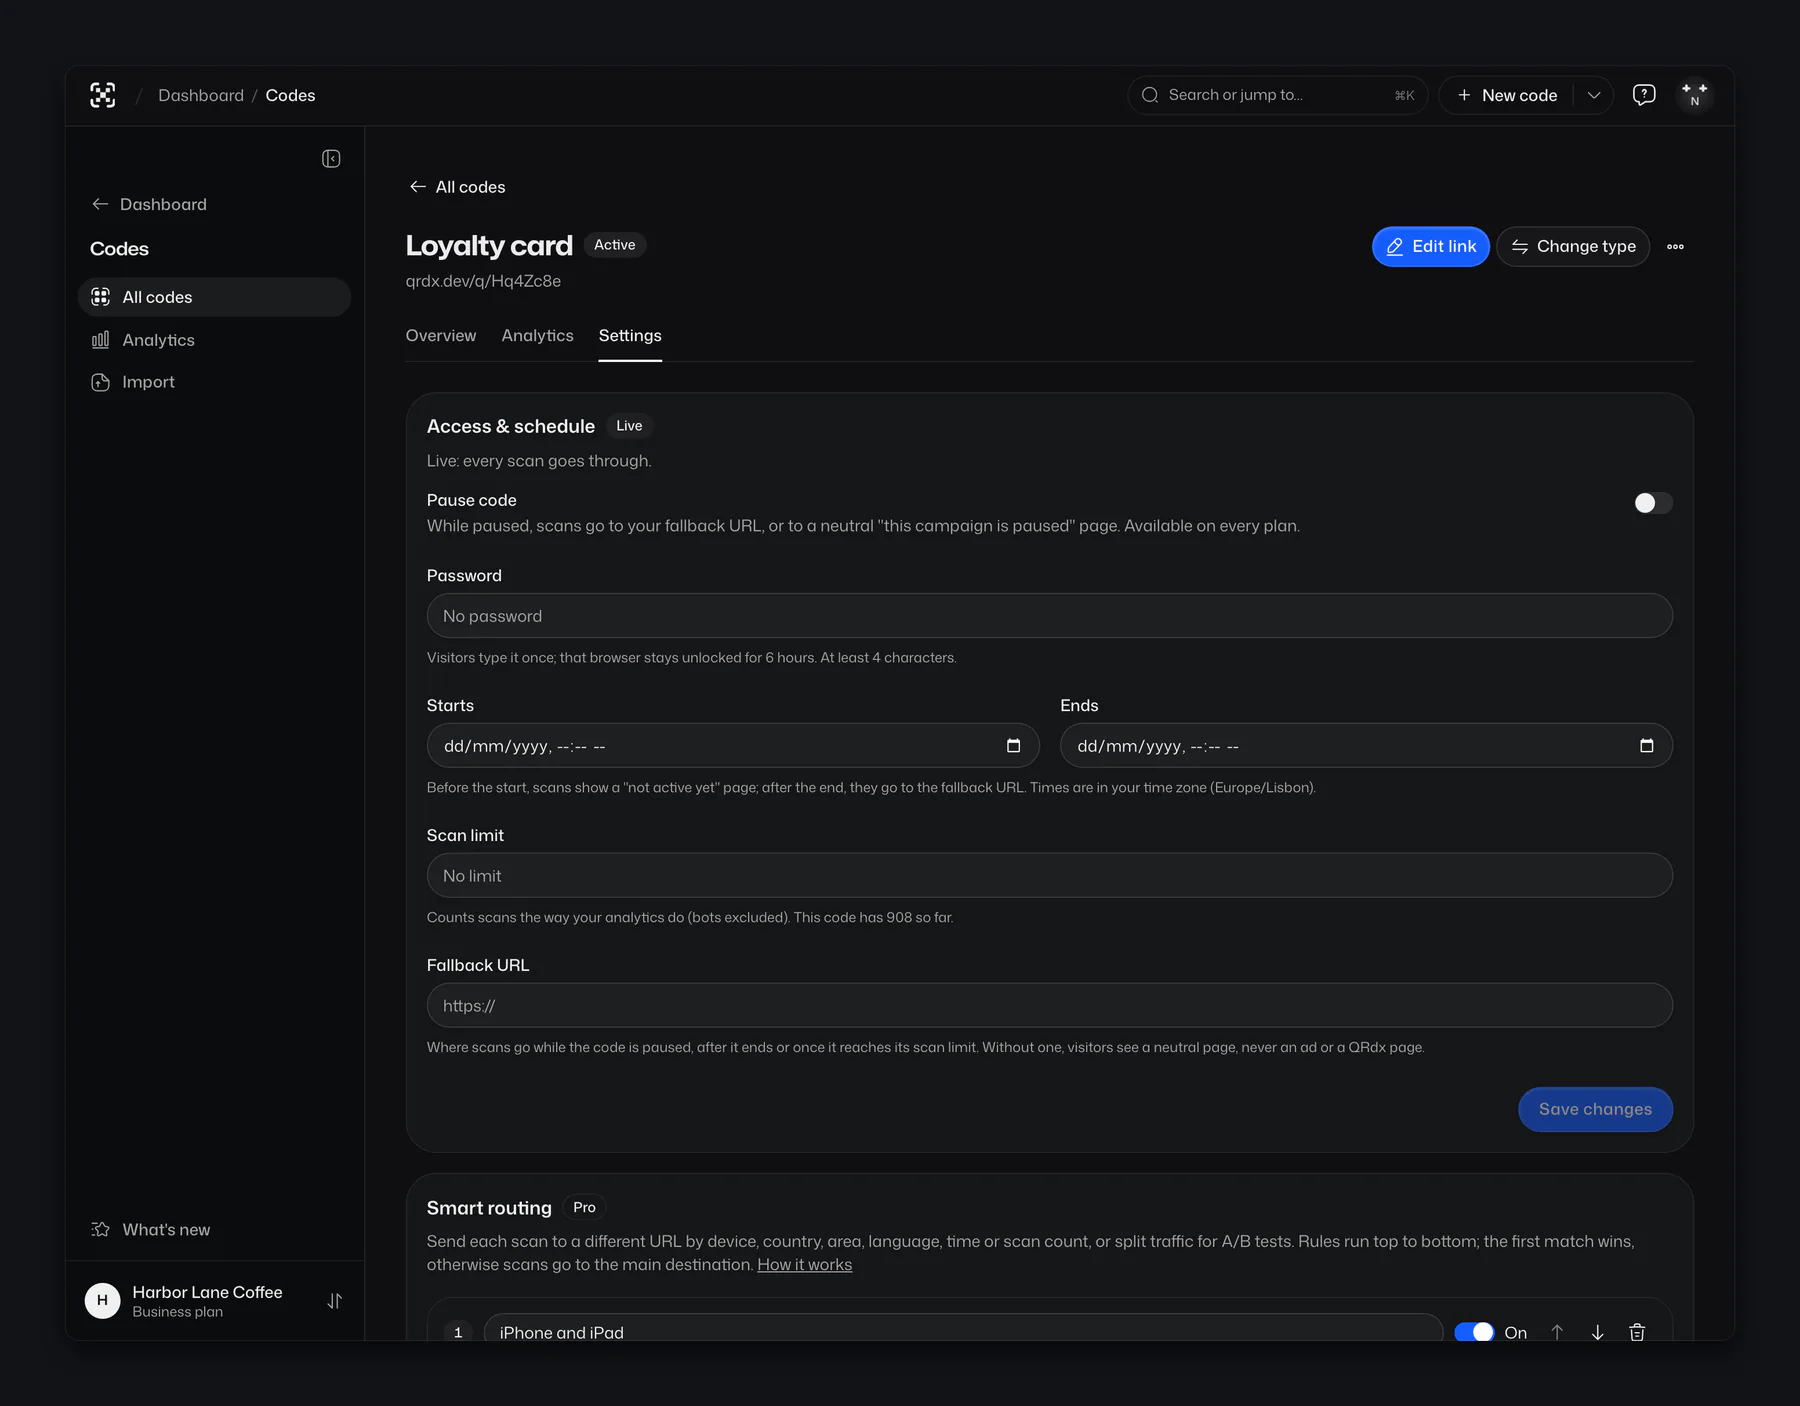 Dashboard / Codes
Search or jump to... ⌘K
+ New code
N
Dashboard
Codes
All codes
Analytics
Import
What's new
H
Harbor Lane Coffee
Business plan
All codes
Loyalty card Active
qrdx.dev/q/Hq4Zc8e
Edit link
Change type
Overview Analytics Settings
Access & schedule Live
Live: every scan goes through.
Pause code
While paused, scans go to your fallback URL, or to a neutral "this campaign is paused" page. Available on every plan.
Password
No password
Visitors type it once; that browser stays unlocked for 6 hours. At least 4 characters.
Starts
dd/mm/yyyy, --:-- --
Ends
dd/mm/yyyy, --:-- --
Before the start, scans show a "not active yet" page; after the end, they go to the fallback URL. Times are in your time zone (Europe/Lisbon).
Scan limit
No limit
Counts scans the way your analytics do (bots excluded). This code has 908 so far.
Fallback URL
https://
Where scans go while the code is paused, after it ends or once it reaches its scan limit. Without one, visitors see a neutral page, never an ad or a QRdx page.
Save changes
Smart routing Pro
Send each scan to a different URL by device, country, area, language, time or scan count, or split traffic for A/B tests. Rules run top to bottom; the first match wins,
otherwise scans go to the main destination. How it works
1 iPhone and iPad On